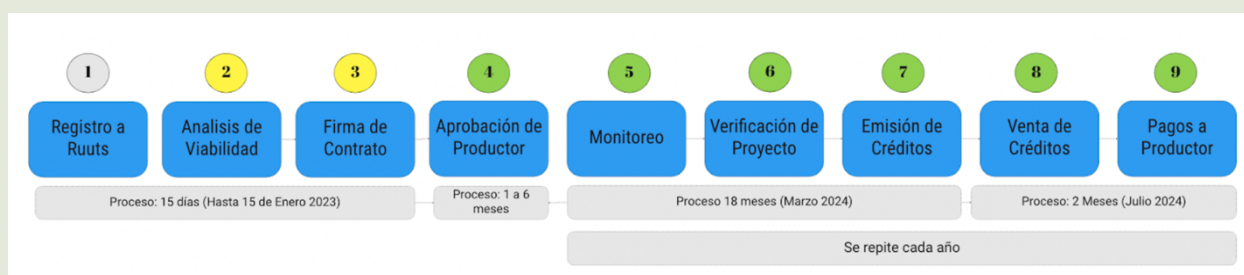 1
2
3
4
5
6
7
8
9
Registro a
Ruuts
Analisis de
Viabilidad
Firma de
Contrato
Aprobación de
Productor
Monitoreo
Verificación de
Proyecto
Emisión de
Créditos
Venta de
Créditos
Pagos a
Productor
Proceso: 15 días (Hasta 15 de Enero 2023)
Proceso: 1 a 6
meses
Proceso 18 meses (Marzo 2024)
Proceso: 2 Meses (Julio 2024)
Se repite cada año